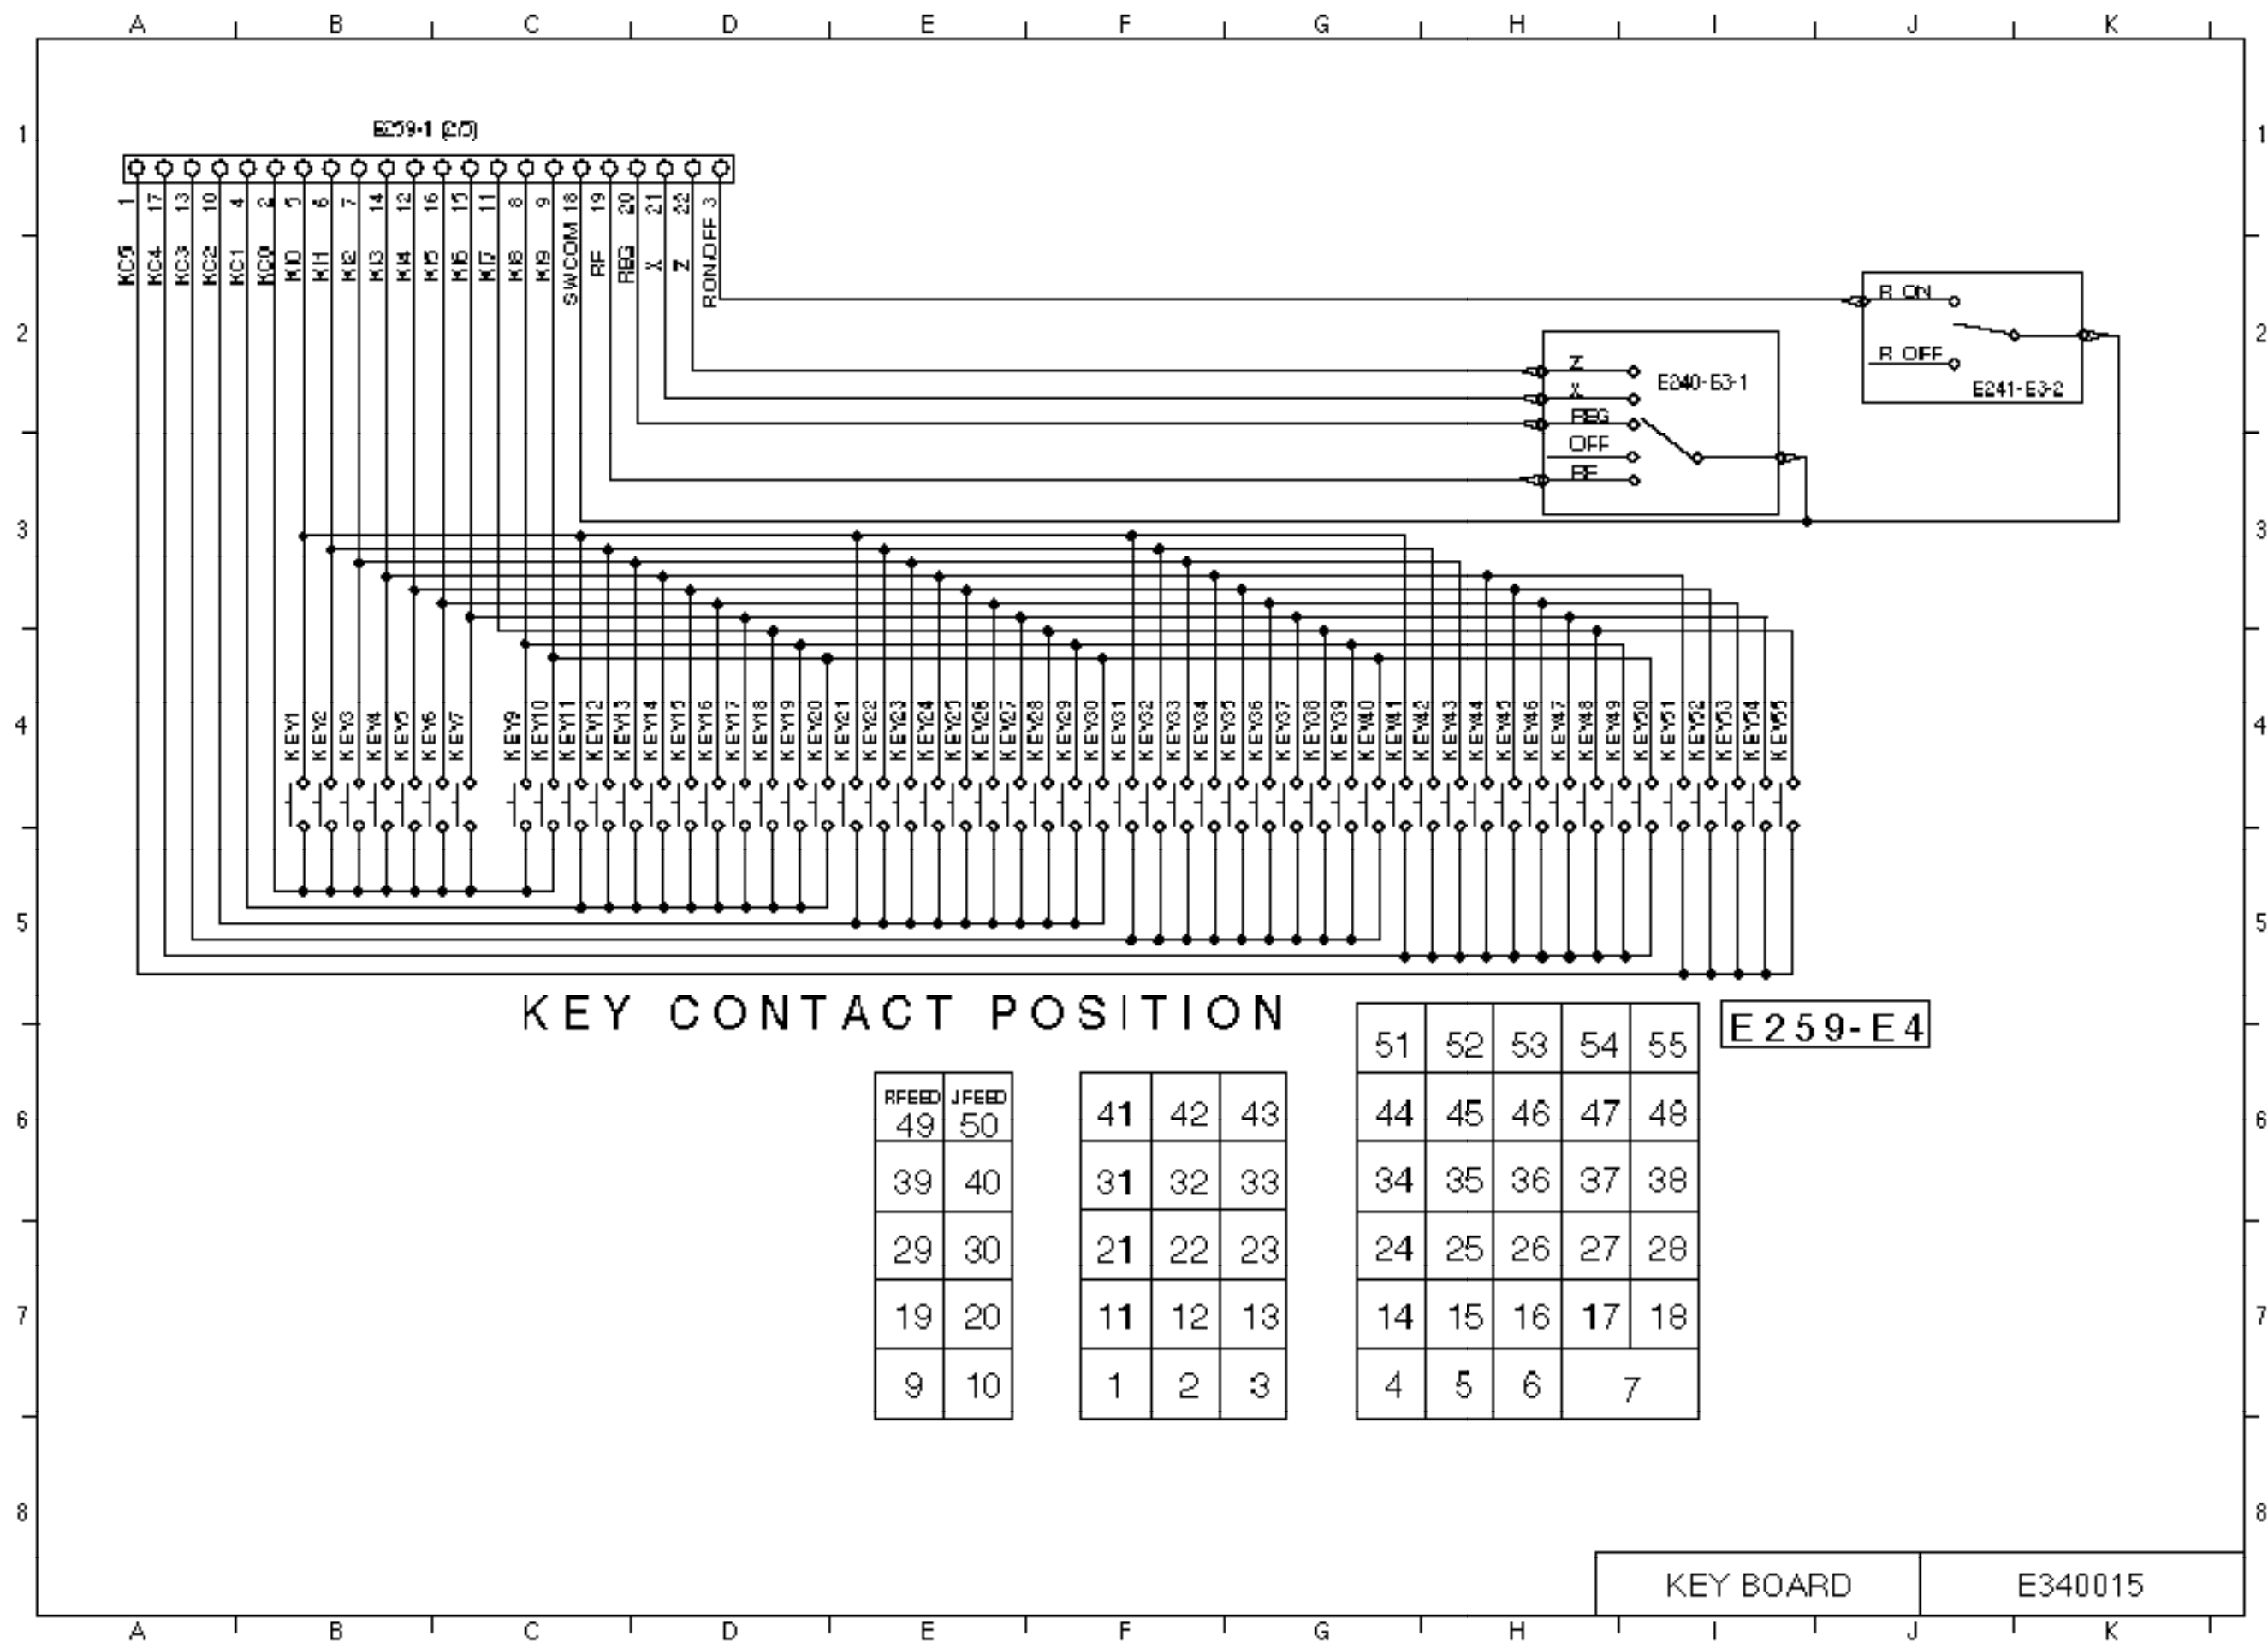 A B C D E F G H I J K
1 1
E259-1 (2/5)
1 17 13 10 4 2 5 6 7 14 12 16 15 11 8 9 18 19 20 21 22 3
KC5 KC4 KC3 KC2 KC1 KC0 KI0 KI1 KI2 KI3 KI4 KI5 KI6 KI7 KI8 KI9 SWCOM RF REG X Z RON/OFF
R ON
2 2
R OFF
E241-E3-2
Z
E240-E3-1
X
REG
OFF
RF
3 3
4 4
KEY1 KEY2 KEY3 KEY4 KEY5 KEY6 KEY7 KEY9 KEY10 KEY11 KEY12 KEY13 KEY14 KEY15 KEY16 KEY17 KEY18 KEY19 KEY20 KEY21 KEY22 KEY23 KEY24 KEY25 KEY26 KEY27 KEY28 KEY29 KEY30 KEY31 KEY32 KEY33 KEY34 KEY35 KEY36 KEY37 KEY38 KEY39 KEY40 KEY41 KEY42 KEY43 KEY44 KEY45 KEY46 KEY47 KEY48 KEY49 KEY50 KEY51 KEY52 KEY53 KEY54 KEY55
5 5
KEY CONTACT POSITION
E259-E4
51 52 53 54 55
6 6
RFEED JFEED
49 50 41 42 43 44 45 46 47 48
39 40 31 32 33 34 35 36 37 38
29 30 21 22 23 24 25 26 27 28
7 7
19 20 11 12 13 14 15 16 17 18
9 10 1 2 3 4 5 6 7
8 8
KEY BOARD E340015
A B C D E F G H I J K